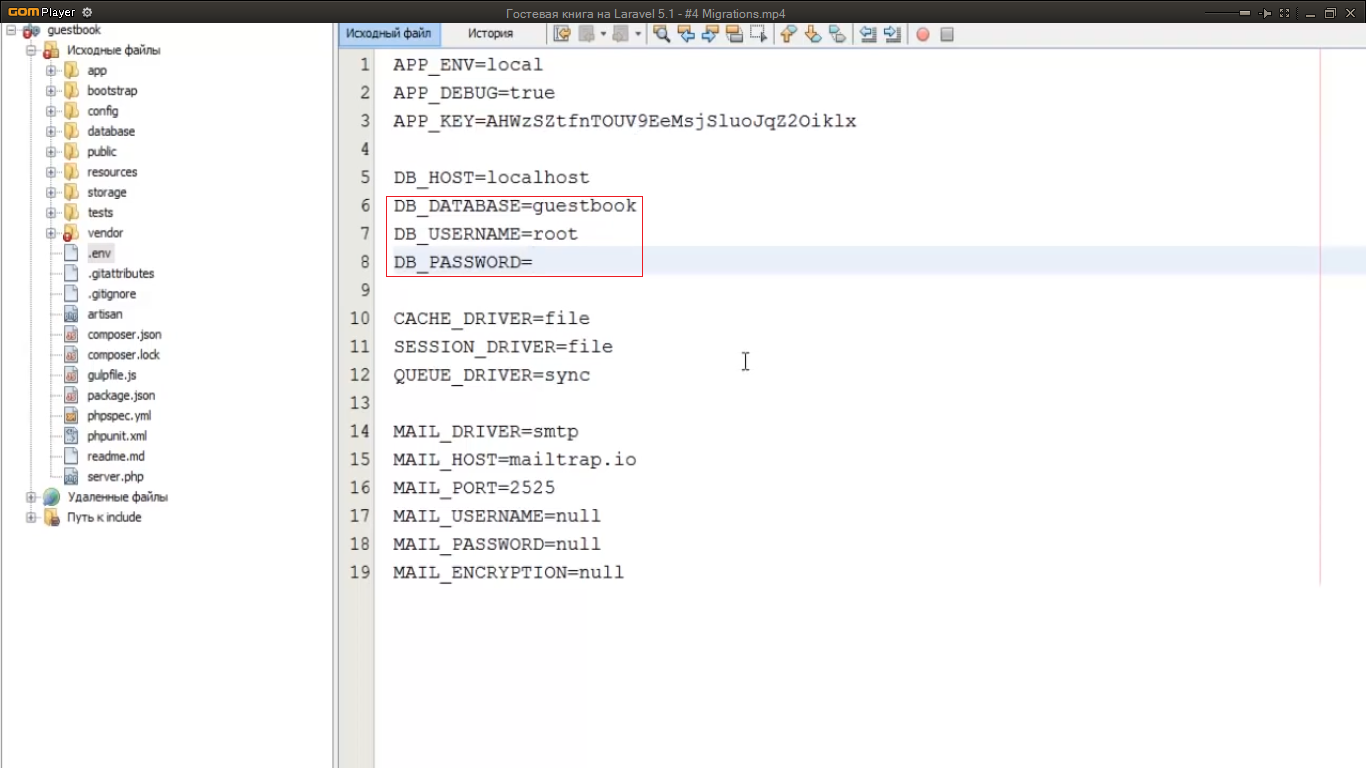 GOM Player
Гостевая книга на Laravel 5.1 - #4 Migrations.mp4
guestbook
Исходные файлы
app
bootstrap
config
database
public
resources
storage
tests
vendor
.env
.gitattributes
.gitignore
artisan
composer.json
composer.lock
gulpfile.js
package.json
phpspec.yml
phpunit.xml
readme.md
server.php
Удаленные файлы
Путь к include
Исходный файл
История
1 APP_ENV=local
2 APP_DEBUG=true
3 APP_KEY=AHWzSZtfnTOUV9EeMsjSluoJqZ2Oiklx
4
5 DB_HOST=localhost
6 DB_DATABASE=guestbook
7 DB_USERNAME=root
8 DB_PASSWORD=
9
10 CACHE_DRIVER=file
11 SESSION_DRIVER=file
12 QUEUE_DRIVER=sync
13
14 MAIL_DRIVER=smtp
15 MAIL_HOST=mailtrap.io
16 MAIL_PORT=2525
17 MAIL_USERNAME=null
18 MAIL_PASSWORD=null
19 MAIL_ENCRYPTION=null